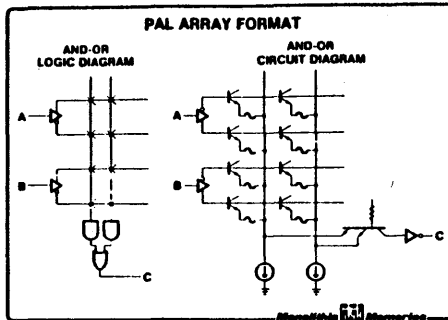 PAL ARRAY FORMAT
AND-OR
LOGIC DIAGRAM
AND-OR
CIRCUIT DIAGRAM
A
B
C
A
B
C
Monolithic Memories